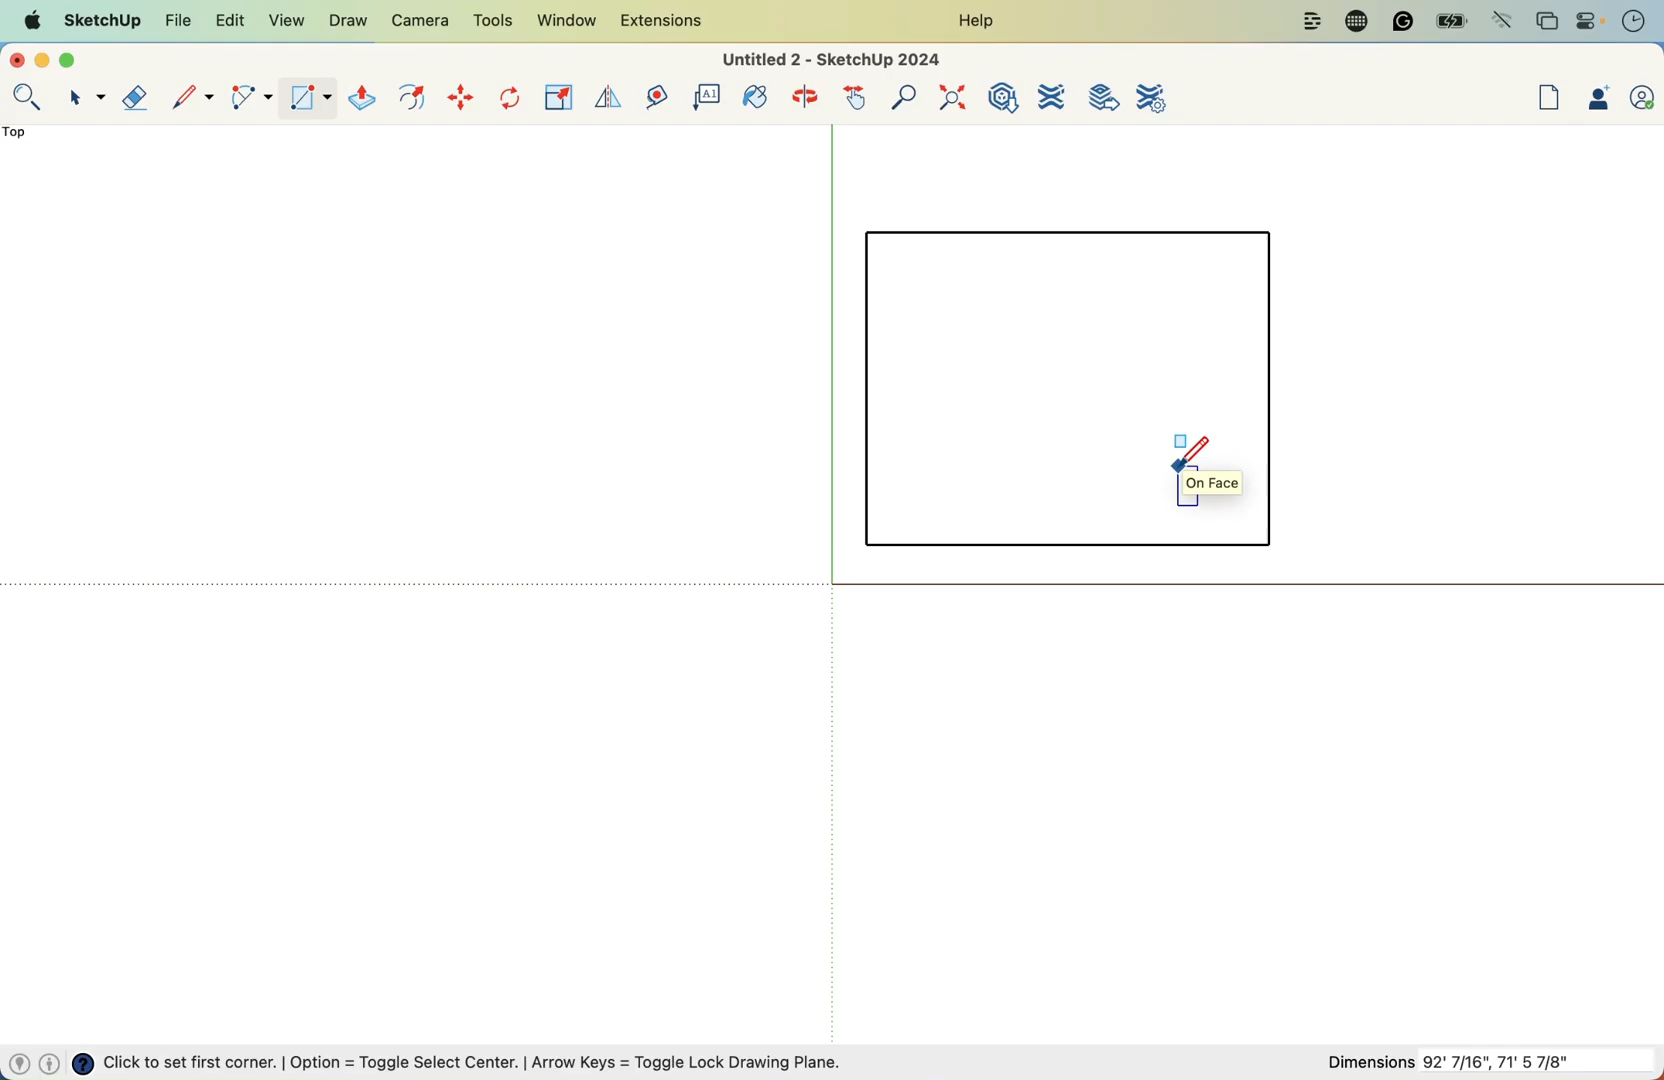 SketchUp File Edit View Draw Camera Tools Window Extensions Help
Untitled 2 - SketchUp 2024
A1
Top
On Face
Click to set first corner. | Option = Toggle Select Center. | Arrow Keys = Toggle Lock Drawing Plane. Dimensions 92' 7/16", 71' 5 7/8"